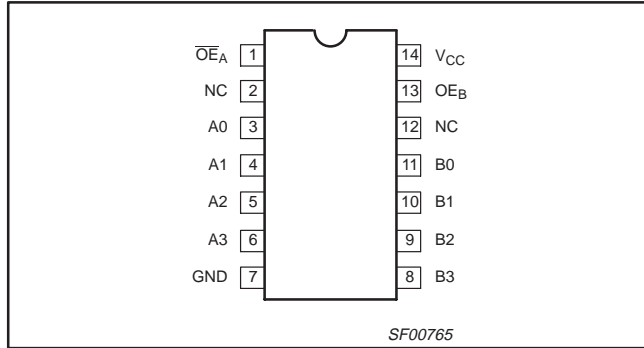 OEA 1 14 VCC
NC 2 13 OEB
A0 3 12 NC
A1 4 11 B0
A2 5 10 B1
A3 6 9 B2
GND 7 8 B3
SF00765